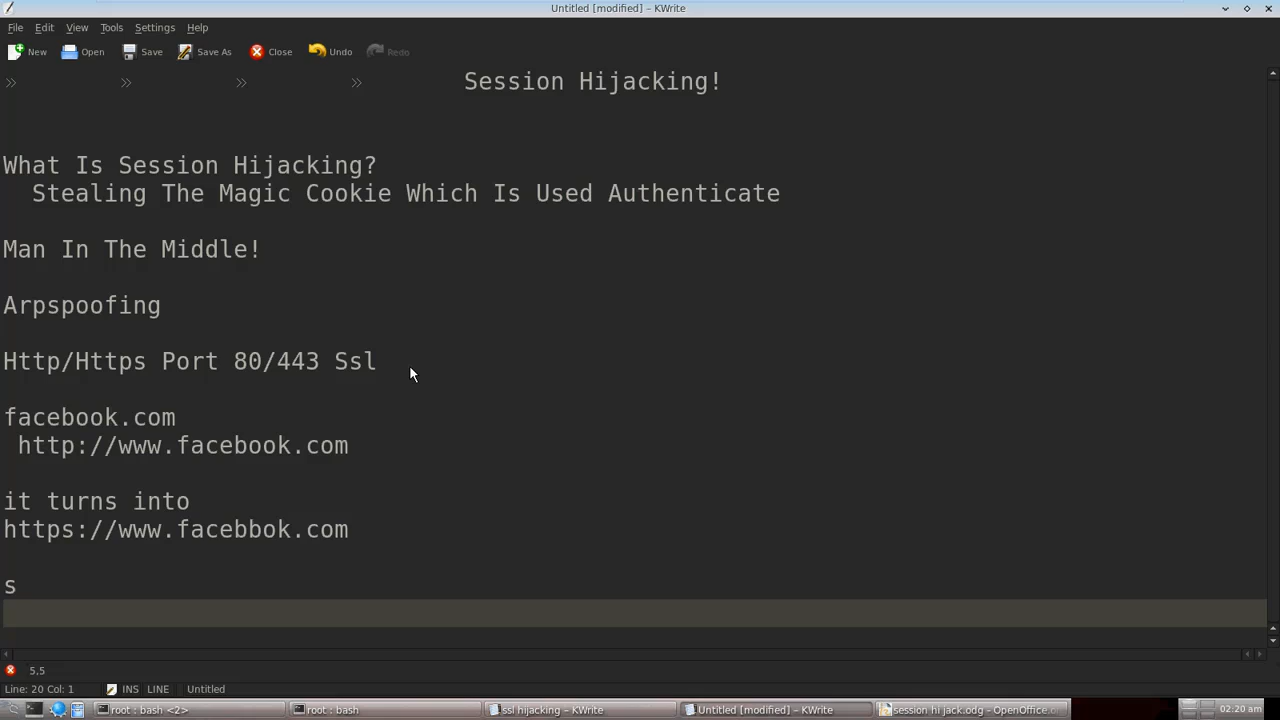 Untitled [modified] – KWrite
File Edit View Tools Settings Help
New Open Save Save As Close Undo Redo
» » » » Session Hijacking!
What Is Session Hijacking?
Stealing The Magic Cookie Which Is Used Authenticate
Man In The Middle!
Arpspoofing
Http/Https Port 80/443 Ssl
facebook.com
http://www.facebook.com
it turns into
https://www.facebbok.com
s
5,5
Line: 20 Col: 1 INS LINE Untitled
root : bash <2> root : bash ssl hijacking – KWrite Untitled [modified] – KWrite session hi jack.odg - OpenOffice.o 02:20 am